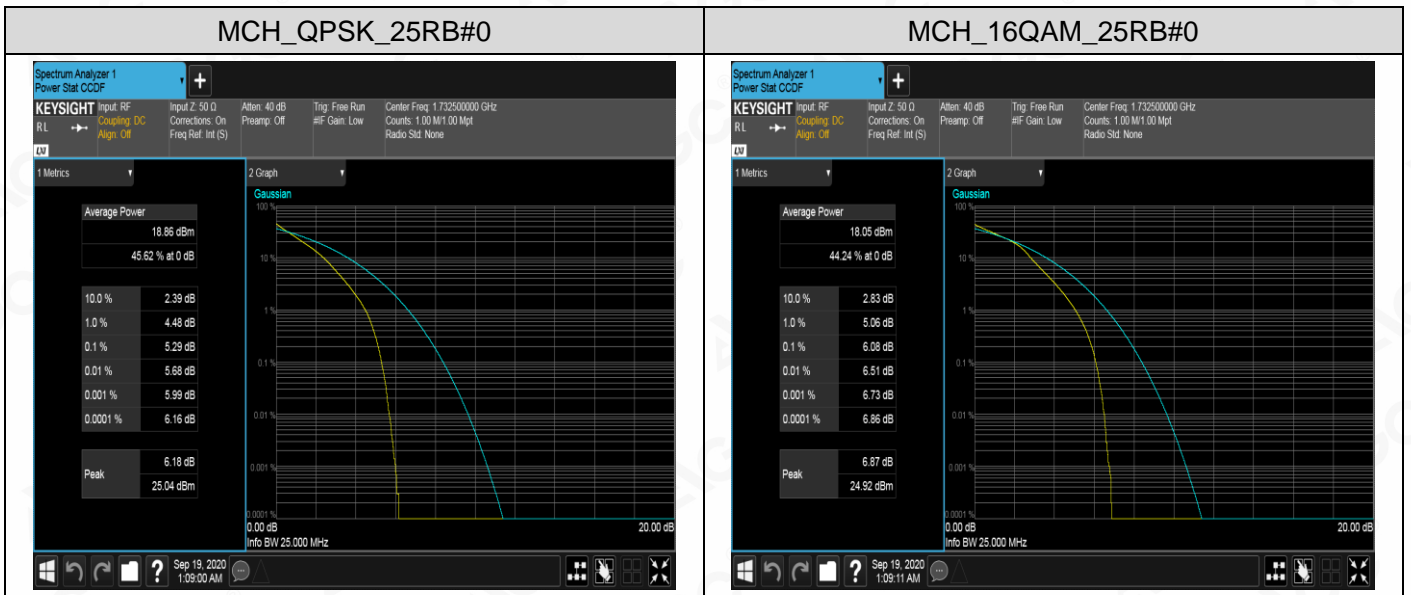 MCH_QPSK_25RB#0
Spectrum Analyzer 1
Power Stat CCDF
+
KEYSIGHT
RL
LXI
Input: RF
Coupling: DC
Align: Off
Input Z: 50 Ω
Corrections: On
Freq Ref: Int (S)
Atten: 40 dB
Preamp: Off
Trig: Free Run
#IF Gain: Low
Center Freq: 1.732500000 GHz
Counts: 1.00 M/1.00 Mpt
Radio Std: None
1 Metrics
Average Power
18.86 dBm
45.62 % at 0 dB
10.0 % 2.39 dB
1.0 % 4.48 dB
0.1 % 5.29 dB
0.01 % 5.68 dB
0.001 % 5.99 dB
0.0001 % 6.16 dB
Peak
6.18 dB
25.04 dBm
2 Graph
Gaussian
100 %
10 %
1 %
0.1 %
0.01 %
0.001 %
0.0001 %
0.00 dB 20.00 dB
Info BW 25.000 MHz
?
Sep 19, 2020
1:09:00 AM
MCH_16QAM_25RB#0
Spectrum Analyzer 1
Power Stat CCDF
+
KEYSIGHT
RL
LXI
Input: RF
Coupling: DC
Align: Off
Input Z: 50 Ω
Corrections: On
Freq Ref: Int (S)
Atten: 40 dB
Preamp: Off
Trig: Free Run
#IF Gain: Low
Center Freq: 1.732500000 GHz
Counts: 1.00 M/1.00 Mpt
Radio Std: None
1 Metrics
Average Power
18.05 dBm
44.24 % at 0 dB
10.0 % 2.83 dB
1.0 % 5.06 dB
0.1 % 6.08 dB
0.01 % 6.51 dB
0.001 % 6.73 dB
0.0001 % 6.86 dB
Peak
6.87 dB
24.92 dBm
2 Graph
Gaussian
100 %
10 %
1 %
0.1 %
0.01 %
0.001 %
0.0001 %
0.00 dB 20.00 dB
Info BW 25.000 MHz
?
Sep 19, 2020
1:09:11 AM